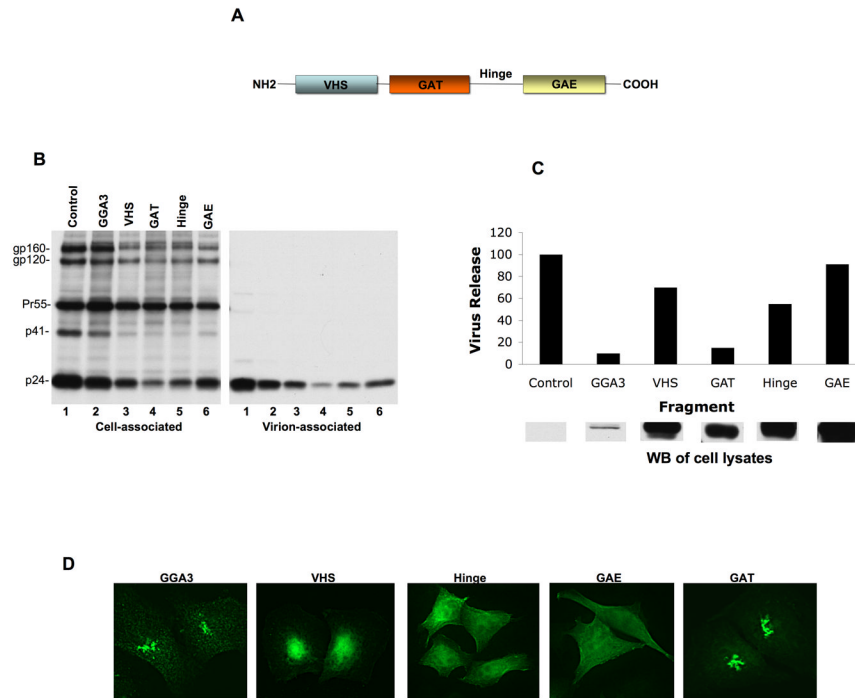 A
Hinge
NH2 VHS GAT GAE COOH
B
Control GGA3 VHS GAT Hinge GAE
gp160-
gp120-
Pr55-
p41-
p24-
1 2 3 4 5 6 1 2 3 4 5 6
Cell-associated Virion-associated
C
Virus Release
120
100
80
60
40
20
0
Control GGA3 VHS GAT Hinge GAE
Fragment
WB of cell lysates
D
GGA3 VHS Hinge GAE GAT